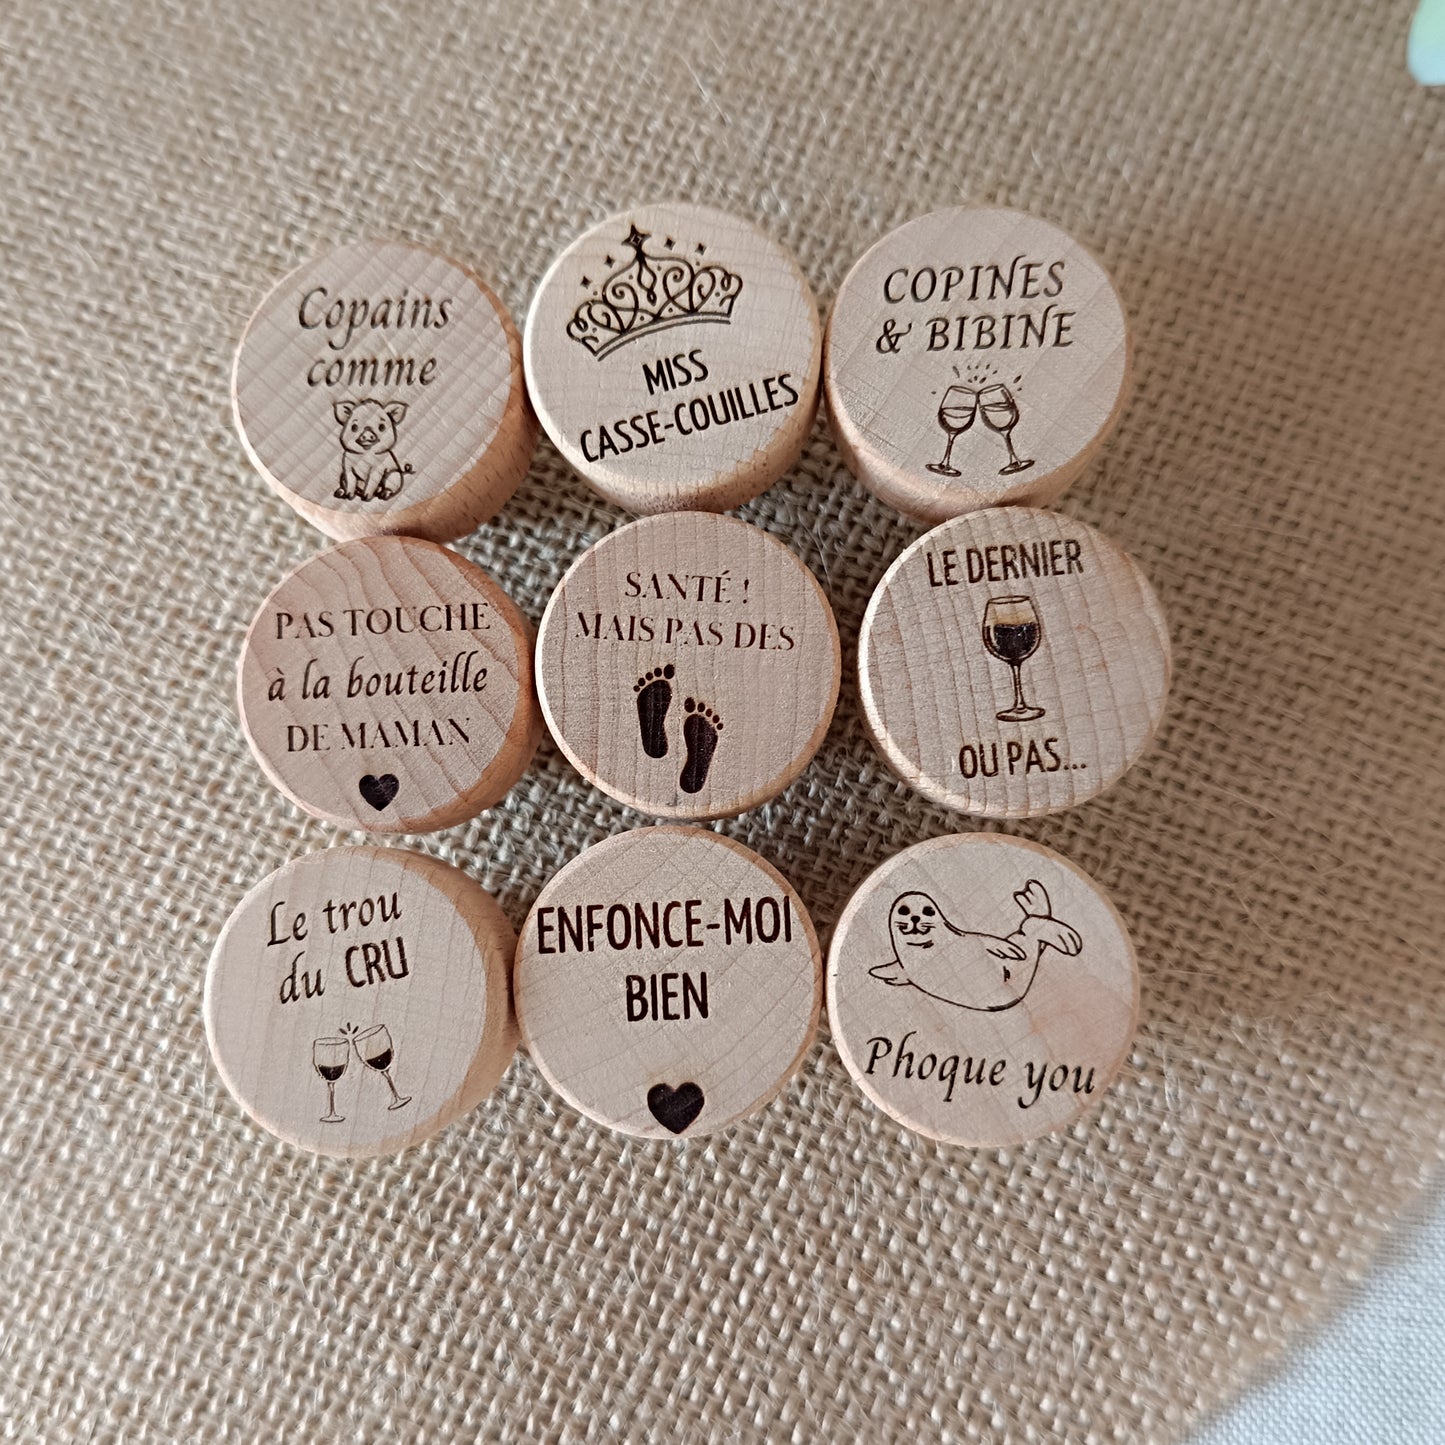 Copains
comme
MISS
CASSE-COUILLES
COPINES
& BIBINE
PAS TOUCHE
à la bouteille
DE MAMAN
SANTÉ !
MAIS PAS DES
LE DERNIER
OU PAS...
Le trou
du CRU
ENFONCE-MOI
BIEN
Phoque you